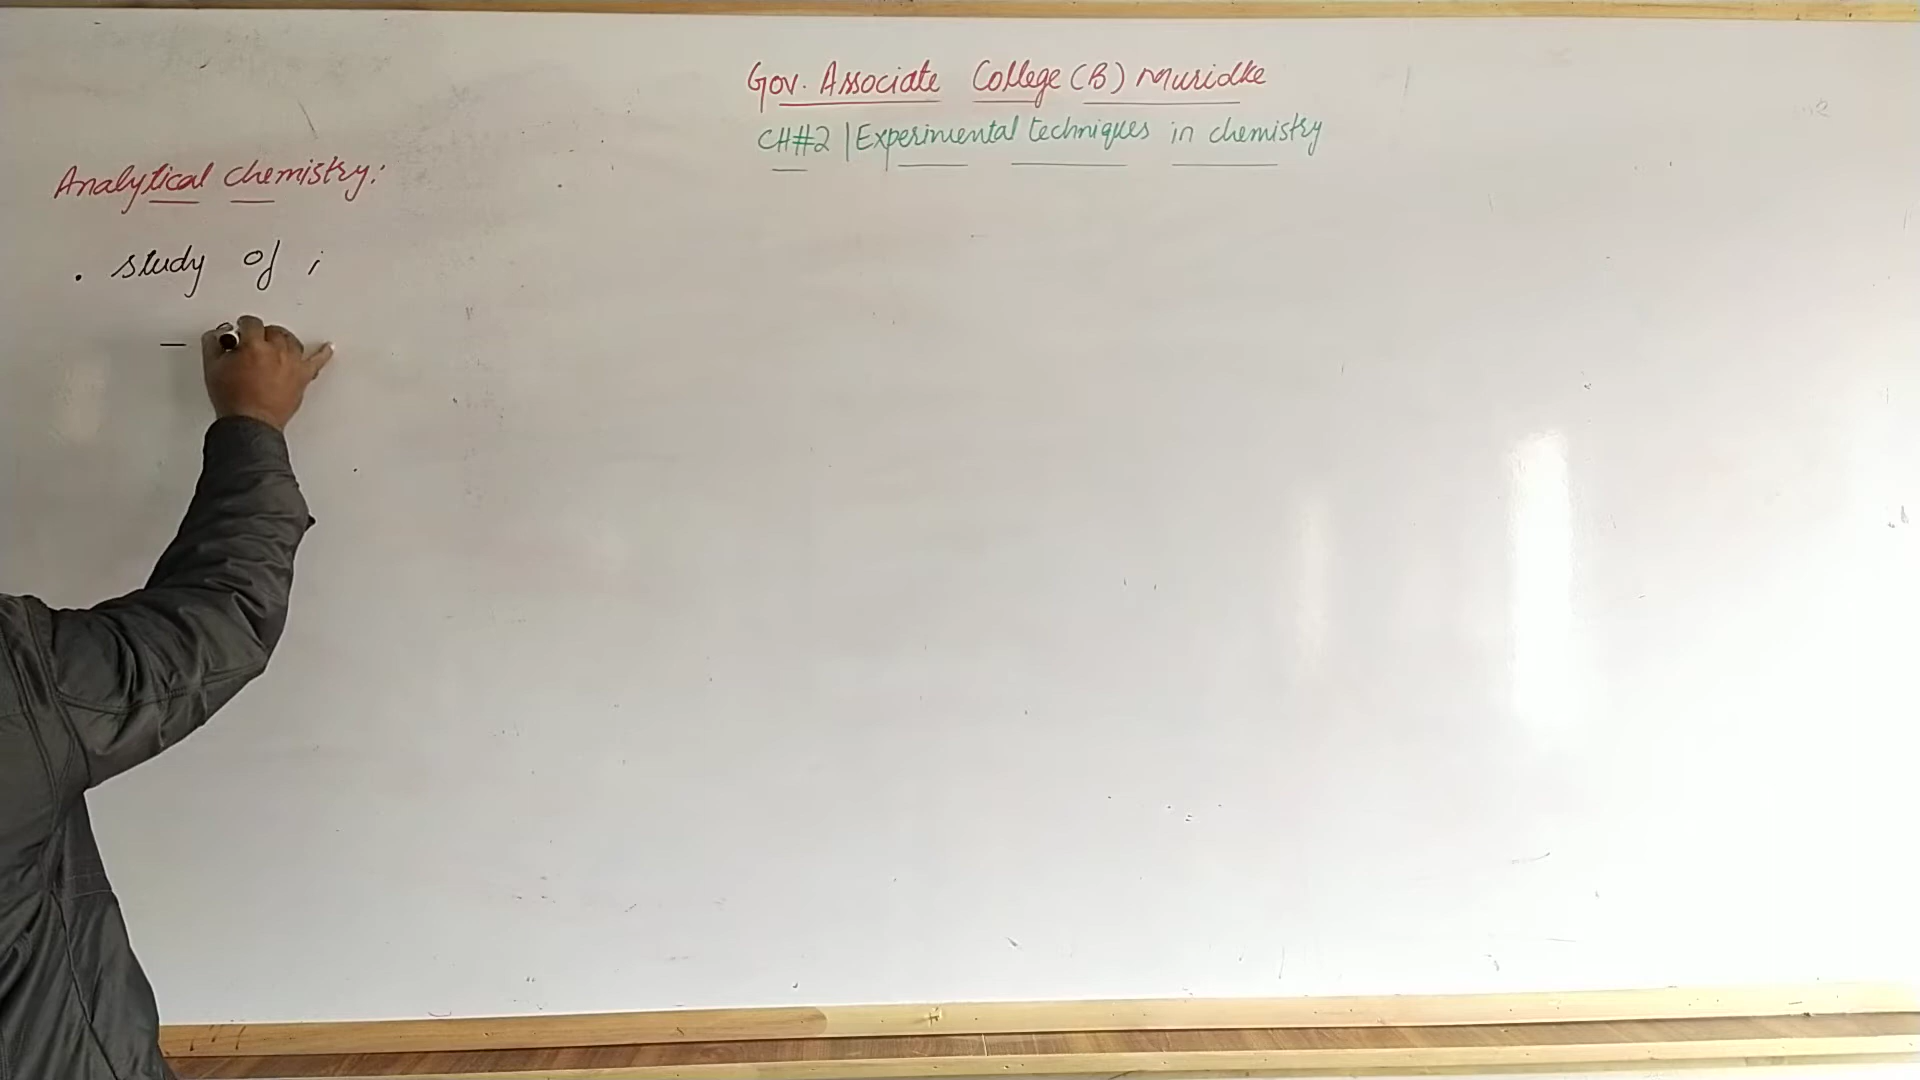 Gov. Associate College (B) Muridke
CH#2 | Experimental techniques in chemistry
Analytical chemistry:
. study of ;
–